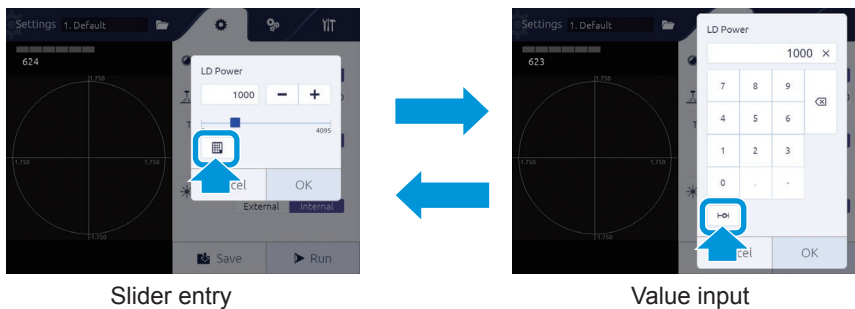 Settings 1. Default
624
1.750
LD Power
1000 − +
4095
1.750 1.750
Cancel OK
External Internal
-1.750
Save Run
Slider entry
Settings 1. Default
623
1.750
LD Power
1000 ×
7 8 9
4 5 6
1 2 3
0 . -
1.750
-1.750
cel OK
Value input